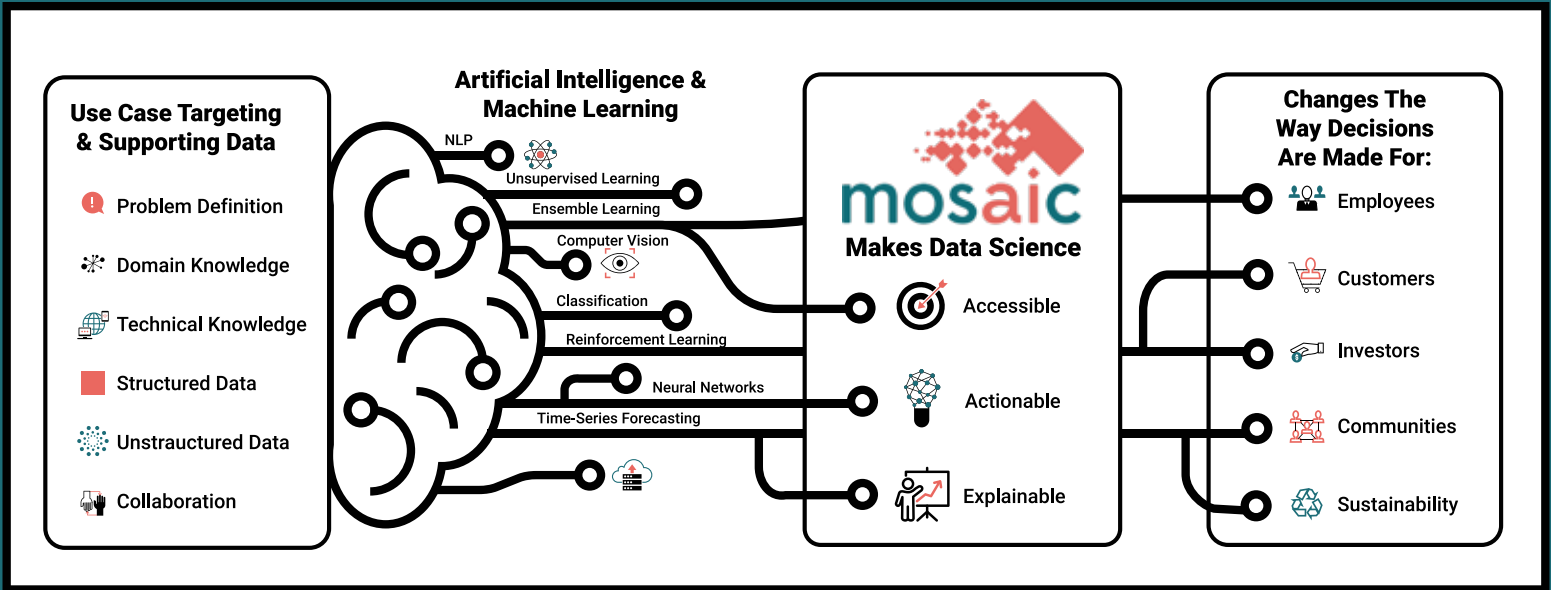 Use Case Targeting
& Supporting Data
Problem Definition
Domain Knowledge
Technical Knowledge
Structured Data
Unstrauctured Data
Collaboration
Artificial Intelligence &
Machine Learning
NLP
Unsupervised Learning
Ensemble Learning
Computer Vision
Classification
Reinforcement Learning
Neural Networks
Time-Series Forecasting
mosaic
Makes Data Science
Accessible
Actionable
Explainable
Changes The
Way Decisions
Are Made For:
Employees
Customers
Investors
Communities
Sustainability